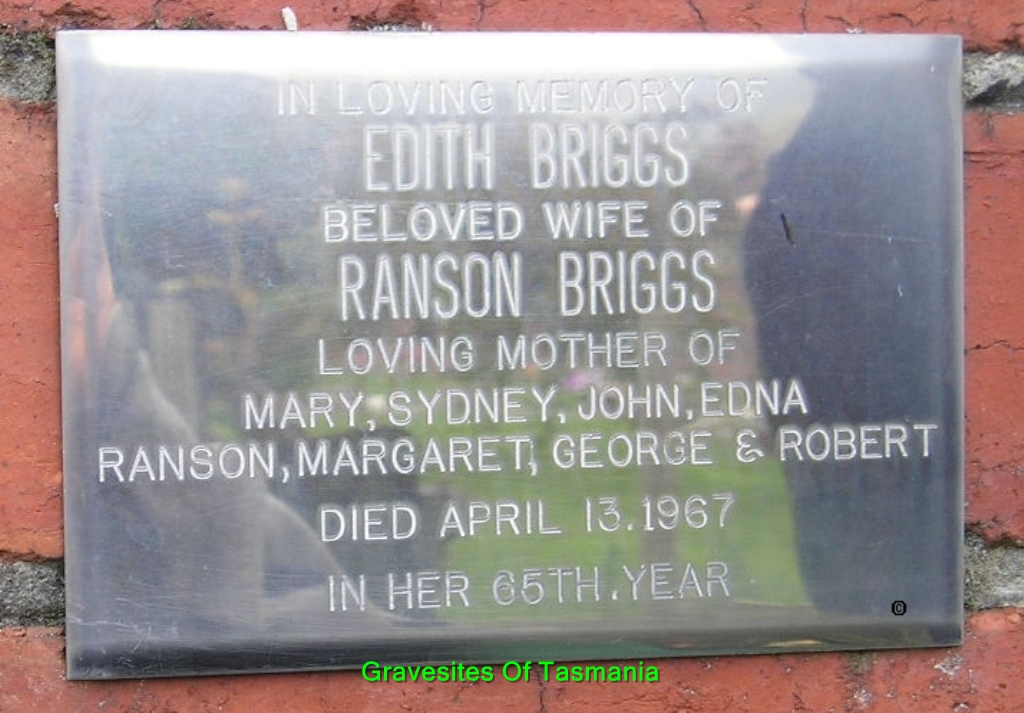 IN LOVING MEMORY OF
EDITH BRIGGS
BELOVED WIFE OF
RANSON BRIGGS
LOVING MOTHER OF
MARY, SYDNEY, JOHN, EDNA
RANSON, MARGARET, GEORGE & ROBERT
DIED APRIL 13.1967
IN HER 65TH.YEAR
©
Gravesites Of Tasmania